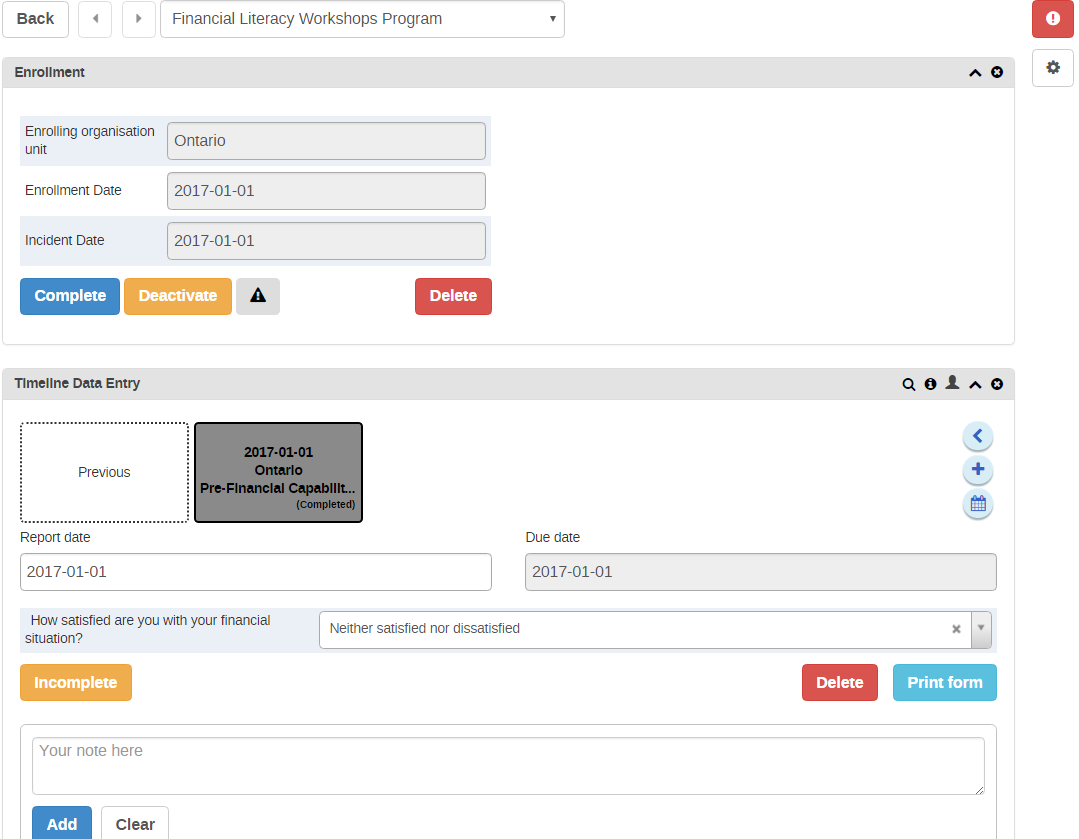 Back
Financial Literacy Workshops Program
Enrollment
Enrolling organisation
unit
Ontario
Enrollment Date
2017-01-01
Incident Date
2017-01-01
Complete
Deactivate
Delete
Timeline Data Entry
Previous
2017-01-01
Ontario
Pre-Financial Capabilit...
(Completed)
Report date
Due date
2017-01-01
2017-01-01
How satisfied are you with your financial
situation?
Neither satisfied nor dissatisfied
Incomplete
Delete
Print form
Your note here
Add
Clear